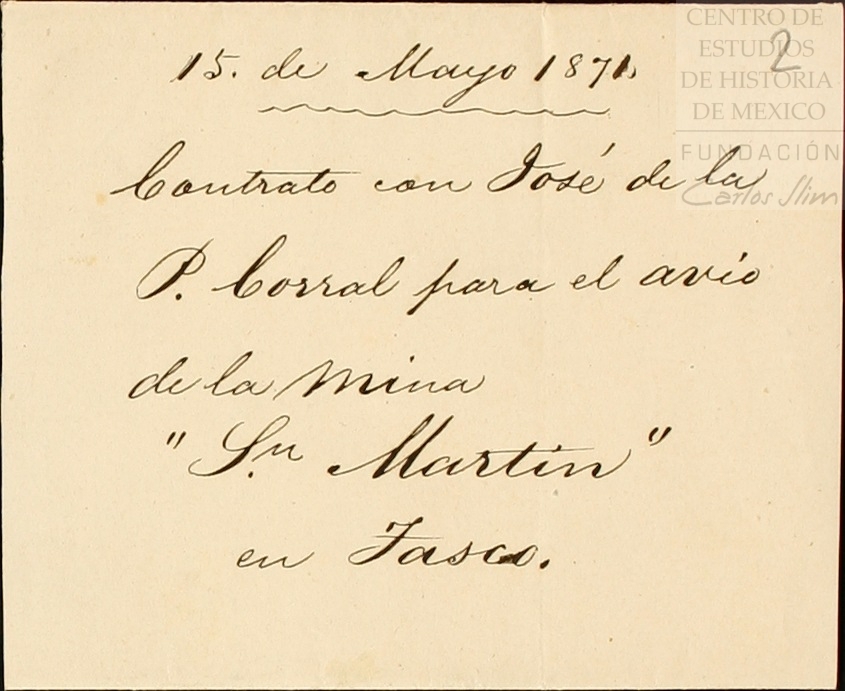 CENTRO DE
ESTUDIOS
DE HISTORIA
DE MEXICO
FUNDACIÓN
Carlos Slim
2
15. de Mayo 1871.
Contrato con José de la
P. Corral para el avío
de la mina
"Sn. Martin"
en Tasco.